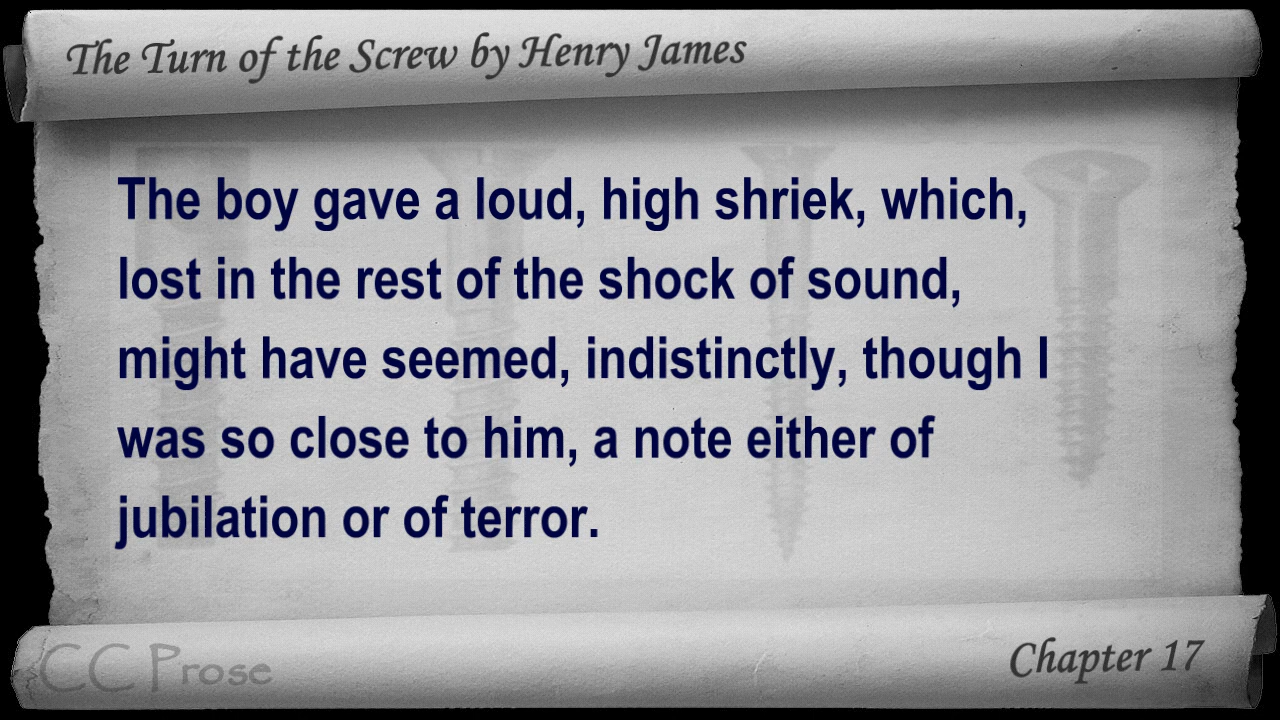 The Turn of the Screw by Henry James
The boy gave a loud, high shriek, which,
lost in the rest of the shock of sound,
might have seemed, indistinctly, though I
was so close to him, a note either of
jubilation or of terror.
CC Prose
Chapter 17